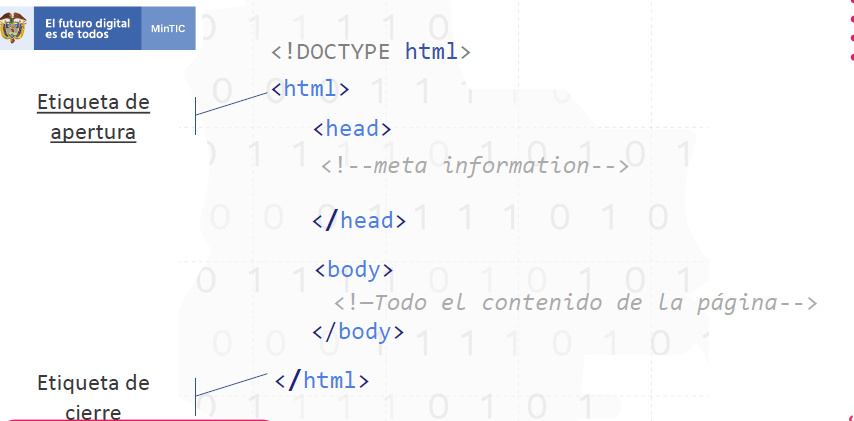 El futuro digital
es de todos
MinTIC
<!DOCTYPE html>
<html>
Etiqueta de
apertura
<head>
<!--meta information-->
</head>
<body>
<!—Todo el contenido de la página-->
</body>
</html>
Etiqueta de
cierre